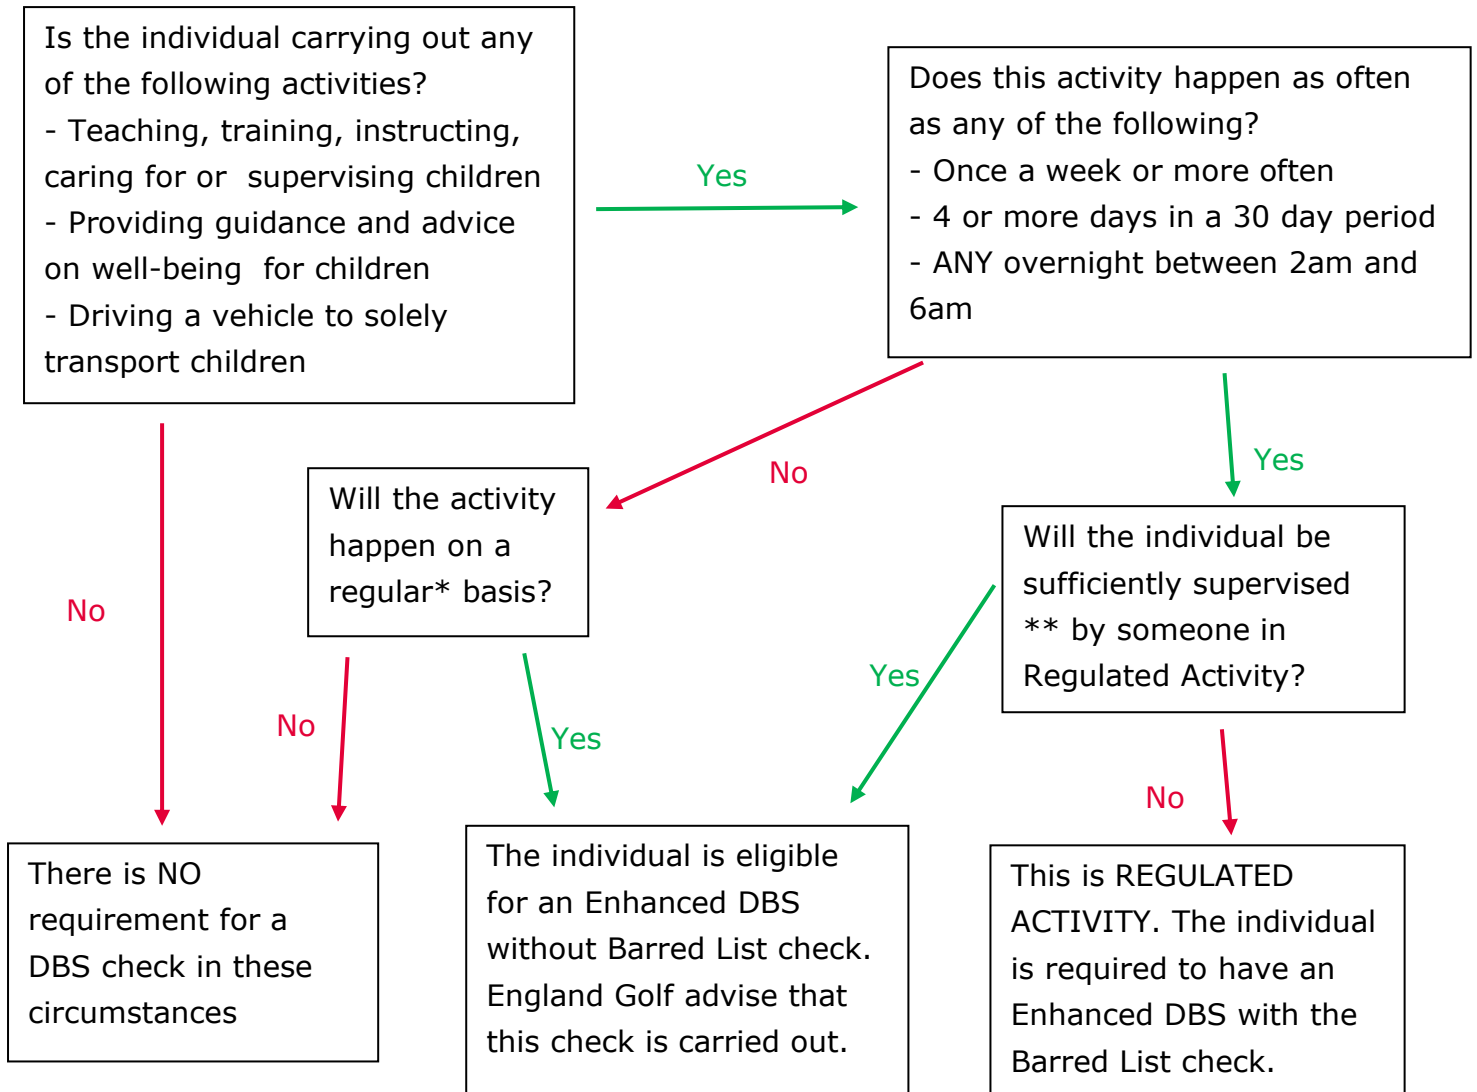 Is the individual carrying out any
of the following activities?
- Teaching, training, instructing,
caring for or supervising children
- Providing guidance and advice
on well-being for children
- Driving a vehicle to solely
transport children
Yes
Does this activity happen as often
as any of the following?
- Once a week or more often
- 4 or more days in a 30 day period
- ANY overnight between 2am and
6am
No
No
Yes
Will the activity
happen on a
regular* basis?
Will the individual be
sufficiently supervised
** by someone in
Regulated Activity?
No
Yes
Yes
No
There is NO
requirement for a
DBS check in these
circumstances
The individual is eligible
for an Enhanced DBS
without Barred List check.
England Golf advise that
this check is carried out.
This is REGULATED
ACTIVITY. The individual
is required to have an
Enhanced DBS with the
Barred List check.